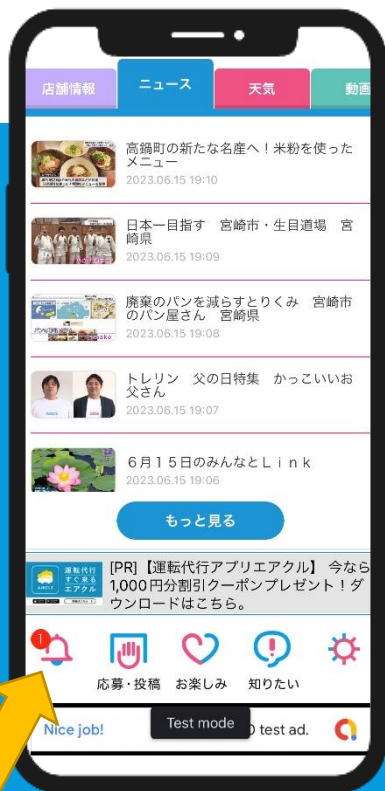 店舗情報
ニュース
天気
動画
高鍋町の新たな名産へ！米粉を使った
メニュー
2023.06.15 19:10
日本一目指す　宮崎市・生目道場　宮
崎県
2023.06.15 19:09
廃棄のパンを減らすとりくみ　宮崎市
のパン屋さん　宮崎県
2023.06.15 19:08
トレリン　父の日特集　かっこいいお
父さん
2023.06.15 19:07
６月１５日のみんなとＬｉｎｋ
2023.06.15 19:06
もっと見る
運転代行
すぐ来る
エアクル
[PR]【運転代行アプリエアクル】 今なら
1,000円分割引クーポンプレゼント！ダ
ウンロードはこちら。
1
応募・投稿
お楽しみ
知りたい
Nice job!
Test mode
test ad.